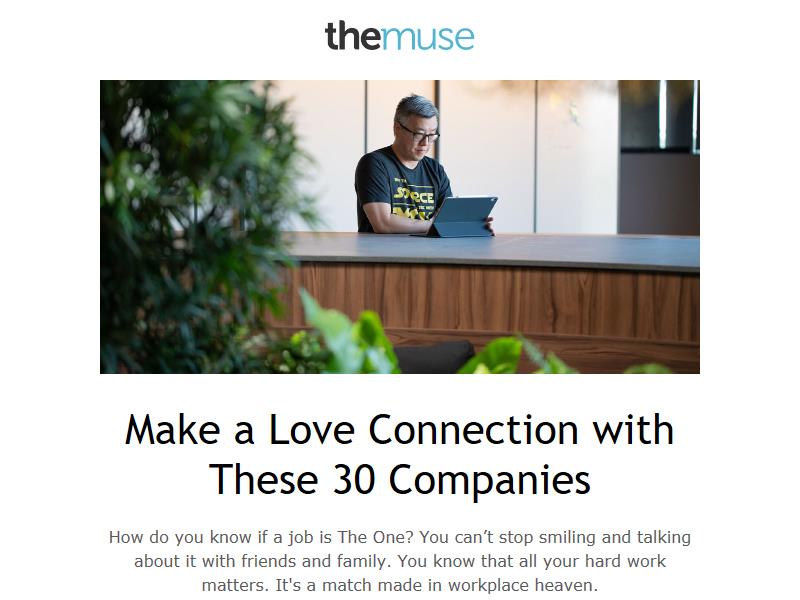 themuse
SPACE
Make a Love Connection with
These 30 Companies
How do you know if a job is The One? You can’t stop smiling and talking
about it with friends and family. You know that all your hard work
matters. It's a match made in workplace heaven.